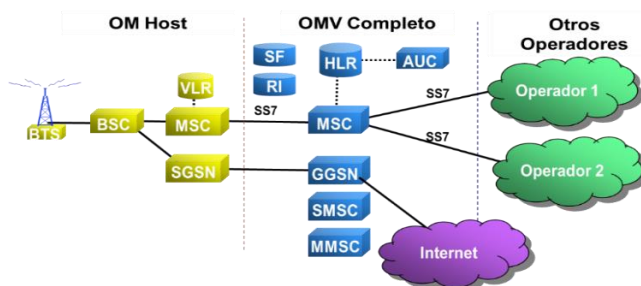 OM Host
OMV Completo
Otros
Operadores
SF
HLR
AUC
VLR
RI
Operador 1
SS7
BTS
BSC
MSC
SS7
MSC
SS7
Operador 2
SGSN
GGSN
SMSC
Internet
MMSC